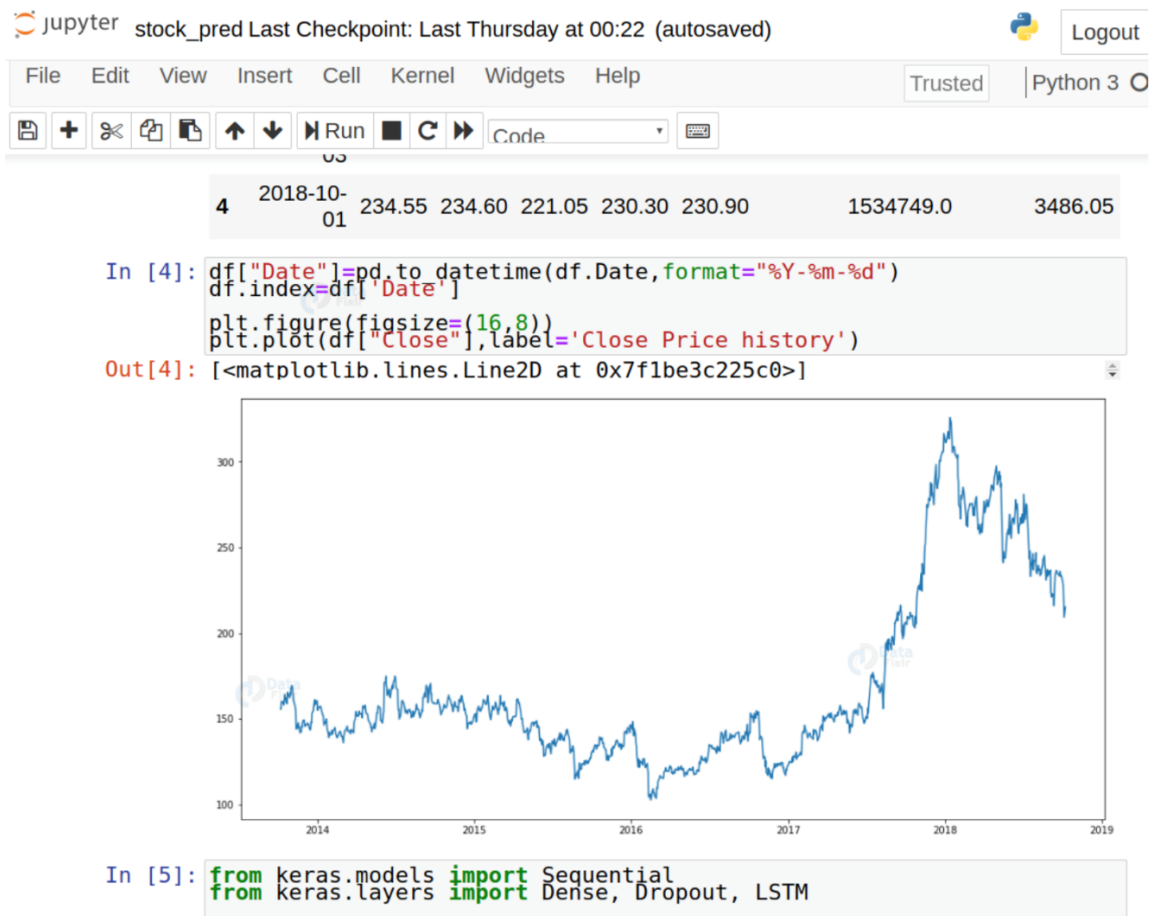 jupyter stock_pred Last Checkpoint: Last Thursday at 00:22 (autosaved) Logout
File Edit View Insert Cell Kernel Widgets Help Trusted Python 3
Run Code
03
4 2018-10-01 234.55 234.60 221.05 230.30 230.90 1534749.0 3486.05
In [4]: df["Date"]=pd.to_datetime(df.Date,format="%Y-%m-%d")
df.index=df['Date']
plt.figure(figsize=(16,8))
plt.plot(df["Close"],label='Close Price history')
Out[4]: [<matplotlib.lines.Line2D at 0x7f1be3c225c0>]
300
250
200
Data
Flair
Data
Flair
150
100
2014 2015 2016 2017 2018 2019
In [5]: from keras.models import Sequential
from keras.layers import Dense, Dropout, LSTM